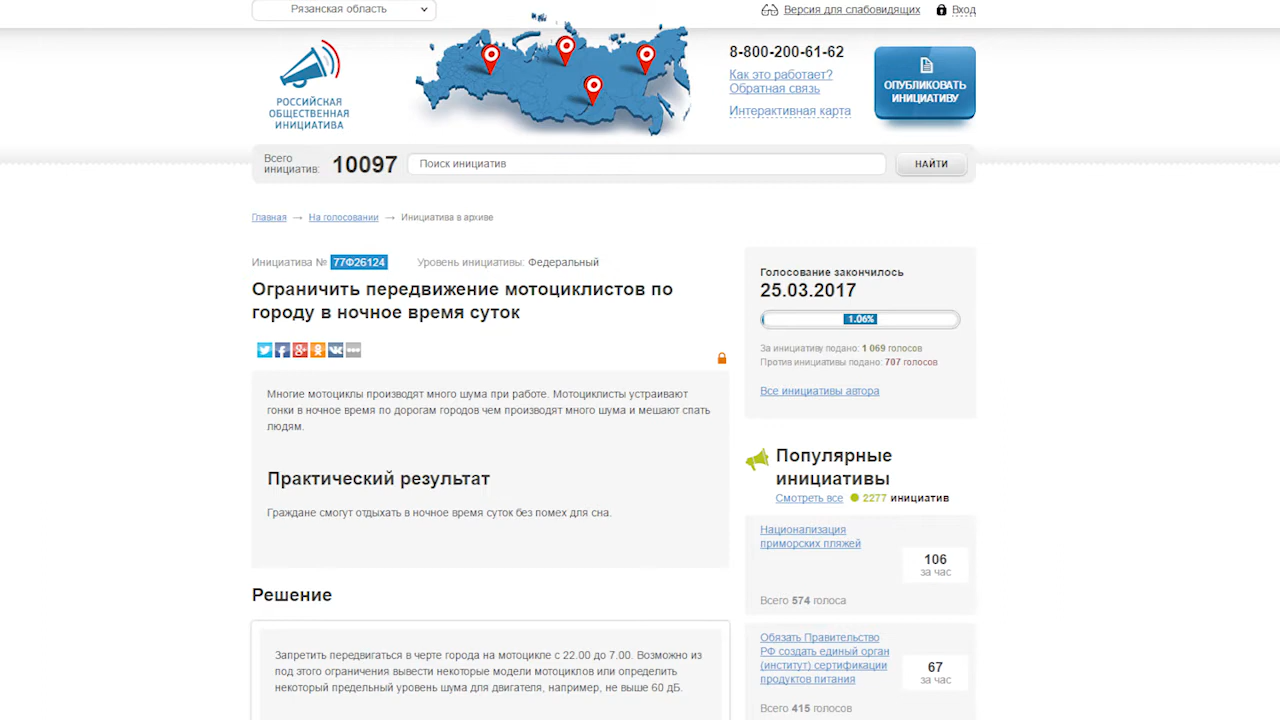 Рязанская область
Версия для слабовидящих
Вход
РОССИЙСКАЯ
ОБЩЕСТВЕННАЯ
ИНИЦИАТИВА
8-800-200-61-62
Как это работает?
Обратная связь
Интерактивная карта
ОПУБЛИКОВАТЬ
ИНИЦИАТИВУ
Всего
инициатив:
10097
Поиск инициатив
НАЙТИ
Главная → На голосовании → Инициатива в архиве
Инициатива № 77Ф26124 Уровень инициативы: Федеральный
Ограничить передвижение мотоциклистов по
городу в ночное время суток
Многие мотоциклы производят много шума при работе. Мотоциклисты устраивают
гонки в ночное время по дорогам городов чем производят много шума и мешают спать
людям.
Практический результат
Граждане смогут отдыхать в ночное время суток без помех для сна.
Решение
Запретить передвигаться в черте города на мотоцикле с 22.00 до 7.00. Возможно из
под этого ограничения вывести некоторые модели мотоциклов или определить
некоторый предельный уровень шума для двигателя, например, не выше 60 дБ.
Голосование закончилось
25.03.2017
1.06%
За инициативу подано: 1 069 голосов
Против инициативы подано: 707 голосов
Все инициативы автора
Популярные
инициативы
Смотреть все 2277 инициатив
Национализация
приморских пляжей
106
за час
Всего 574 голоса
Обязать Правительство
РФ создать единый орган
(институт) сертификации
продуктов питания
67
за час
Всего 415 голосов